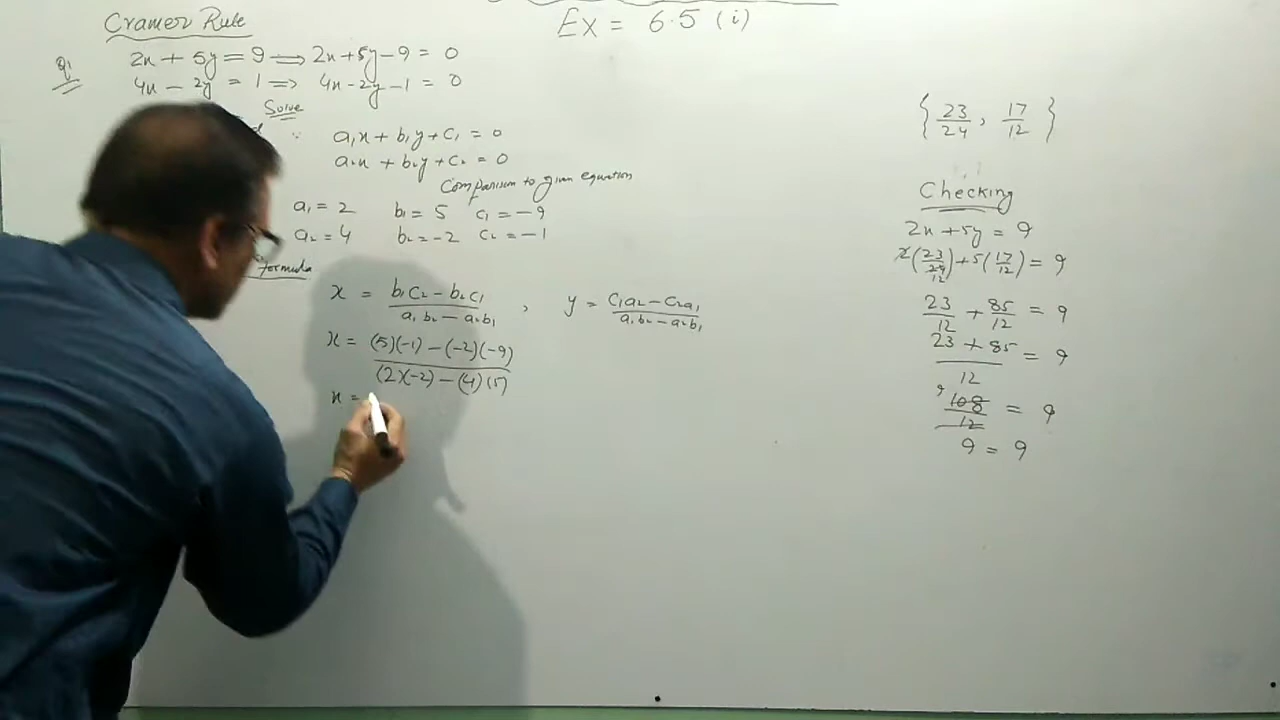 Cramer Rule
Ex = 6.5 (i)
Q1
2x + 5y = 9 ⟹ 2x + 5y - 9 = 0
4x - 2y = 1 ⟹ 4x - 2y - 1 = 0
Solve
∵ a₁x + b₁y + c₁ = 0
a₂x + b₂y + c₂ = 0
Comparison to given equation
a₁ = 2 b₁ = 5 c₁ = -9
a₂ = 4 b₂ = -2 c₂ = -1
Formula
x = (b₁c₂ - b₂c₁)/(a₁b₂ - a₂b₁) , y = (c₁a₂ - c₂a₁)/(a₁b₂ - a₂b₁)
x = ((5)(-1) - (-2)(-9))/((2)(-2) - (4)(5))
x =
{23/24, 17/12}
Checking
2x + 5y = 9
2(23/24) + 5(17/12) = 9
12
23/12 + 85/12 = 9
(23 + 85)/12 = 9
9
108/12 = 9
9 = 9